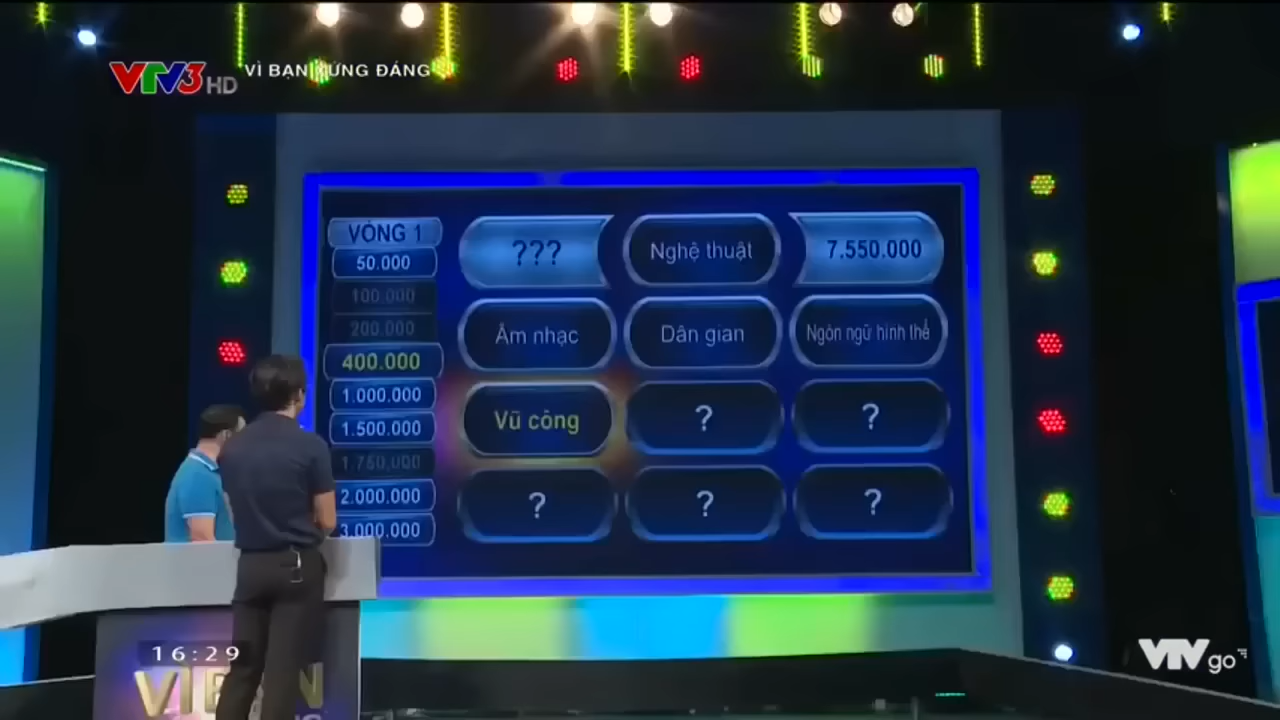 VTV3 HD VÌ BẠN XỨNG ĐÁNG
VÒNG 1
50.000
100.000
200.000
400.000
1.000.000
1.500.000
1.750.000
2.000.000
3.000.000
??? Nghệ thuật 7.550.000
Âm nhạc Dân gian Ngôn ngữ hình thể
Vũ công ? ?
? ? ?
16:29
VTVgo